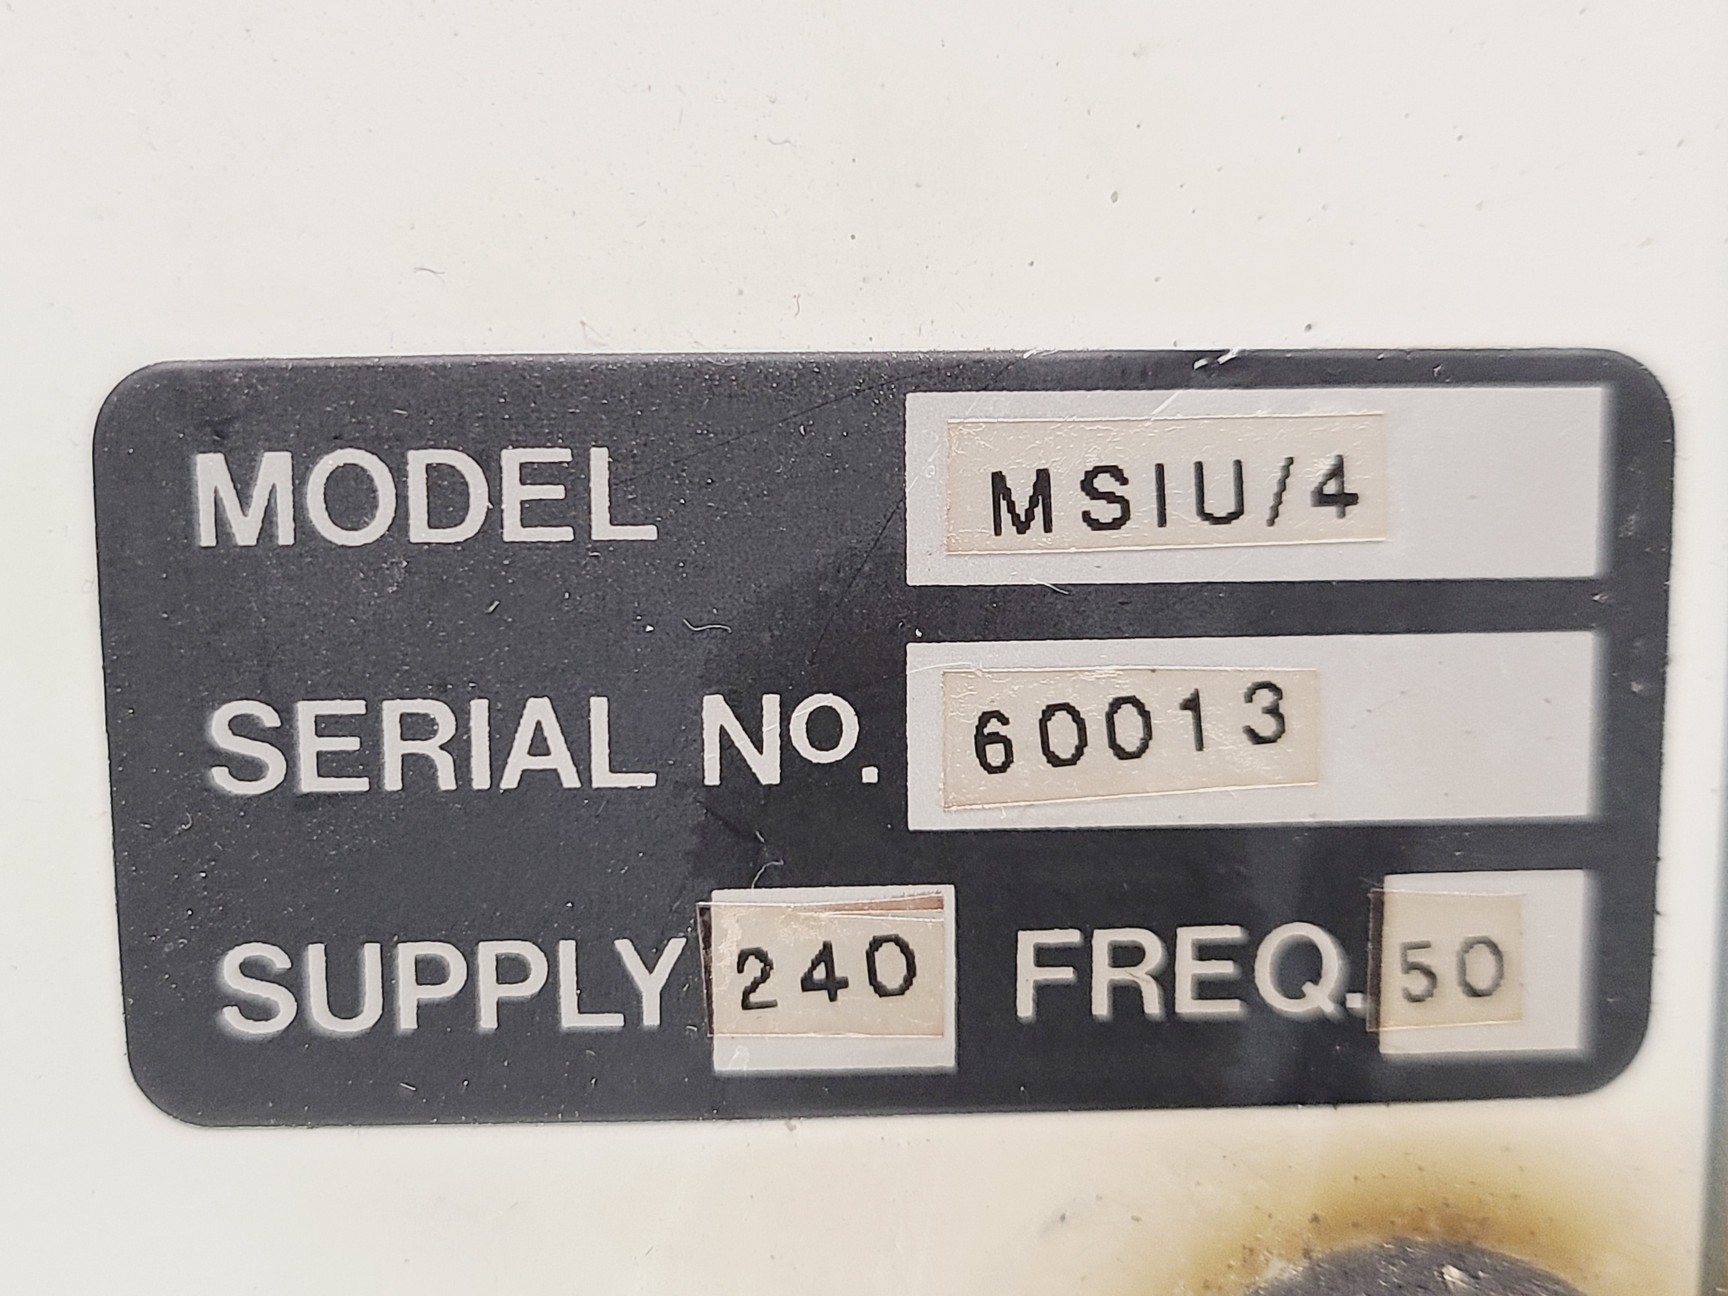 MODEL MSIU/4
SERIAL No. 60013
SUPPLY 240 FREQ. 50